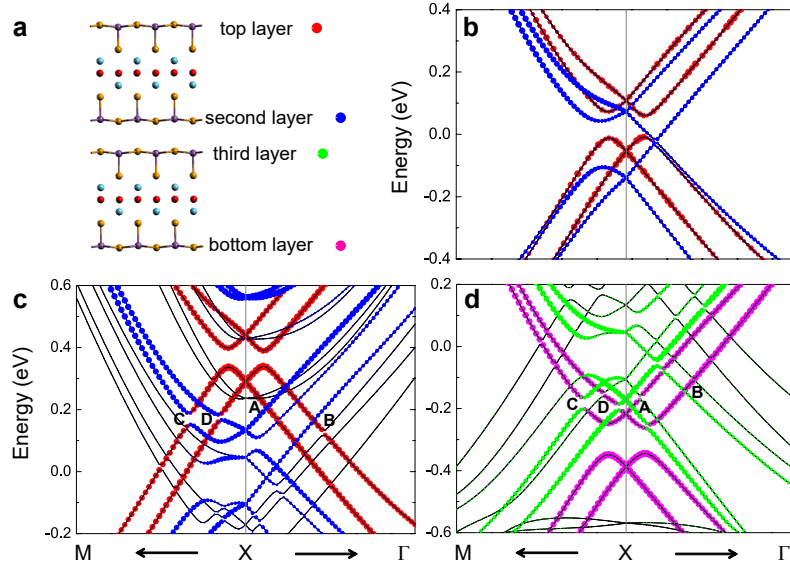 a
top layer
second layer
third layer
bottom layer
b
Energy (eV)
0.4
0.2
0.0
-0.2
-0.4
c
Energy (eV)
0.6
0.4
0.2
0.0
-0.2
C
D
A
B
M
X
Γ
d
Energy (eV)
0.2
0.0
-0.2
-0.4
-0.6
C
D
A
B
M
X
Γ